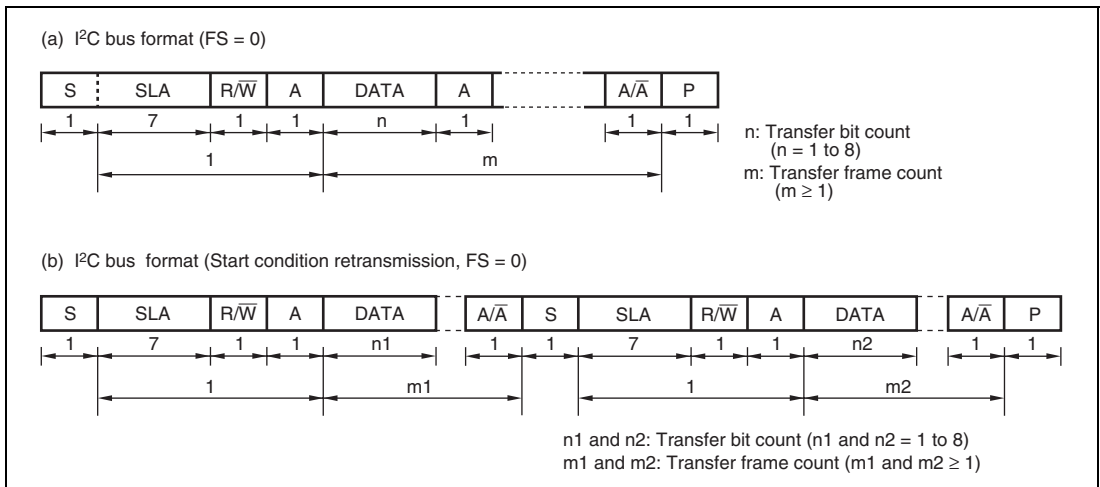 (a) I²C bus format (FS = 0)
S SLA R/W̅ A DATA A A/A̅ P
1 7 1 1 n 1 1 1
1 m
n: Transfer bit count
(n = 1 to 8)
m: Transfer frame count
(m ≥ 1)
(b) I²C bus format (Start condition retransmission, FS = 0)
S SLA R/W̅ A DATA A/A̅ S SLA R/W̅ A DATA A/A̅ P
1 7 1 1 n1 1 1 7 1 1 n2 1 1
1 m1 1 m2
n1 and n2: Transfer bit count (n1 and n2 = 1 to 8)
m1 and m2: Transfer frame count (m1 and m2 ≥ 1)